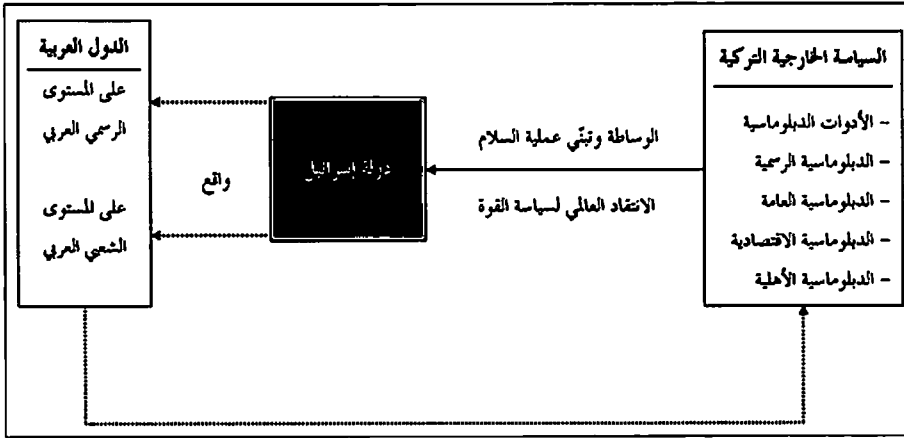 السياسة الخارجية التركية
- الأدوات الدبلوماسية
- الدبلوماسية الرسمية
- الدبلوماسية العامة
- الدبلوماسية الاقتصادية
- الدبلوماسية الأهلية
الوساطة وتبنّي عملية السلام
الانتقاد العالمي لسياسة القوة
دولة إسرائيل
واقع
الدول العربية
على المستوى
الرسمي العربي
على المستوى
الشعبي العربي